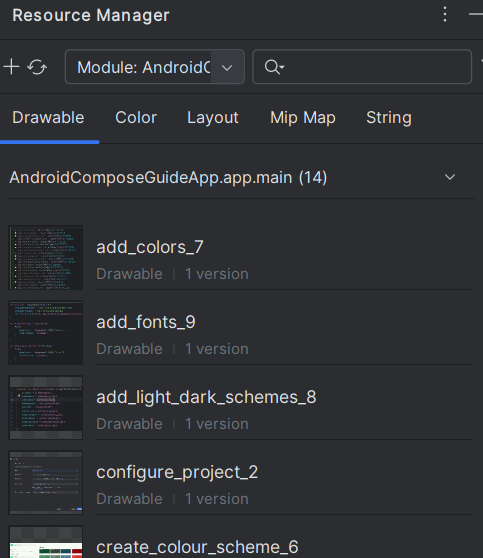 Resource Manager
Module: AndroidC
Drawable Color Layout Mip Map String
AndroidComposeGuideApp.app.main (14)
add_colors_7
Drawable | 1 version
add_fonts_9
Drawable | 1 version
add_light_dark_schemes_8
Drawable | 1 version
configure_project_2
Drawable | 1 version
create_colour_scheme_6